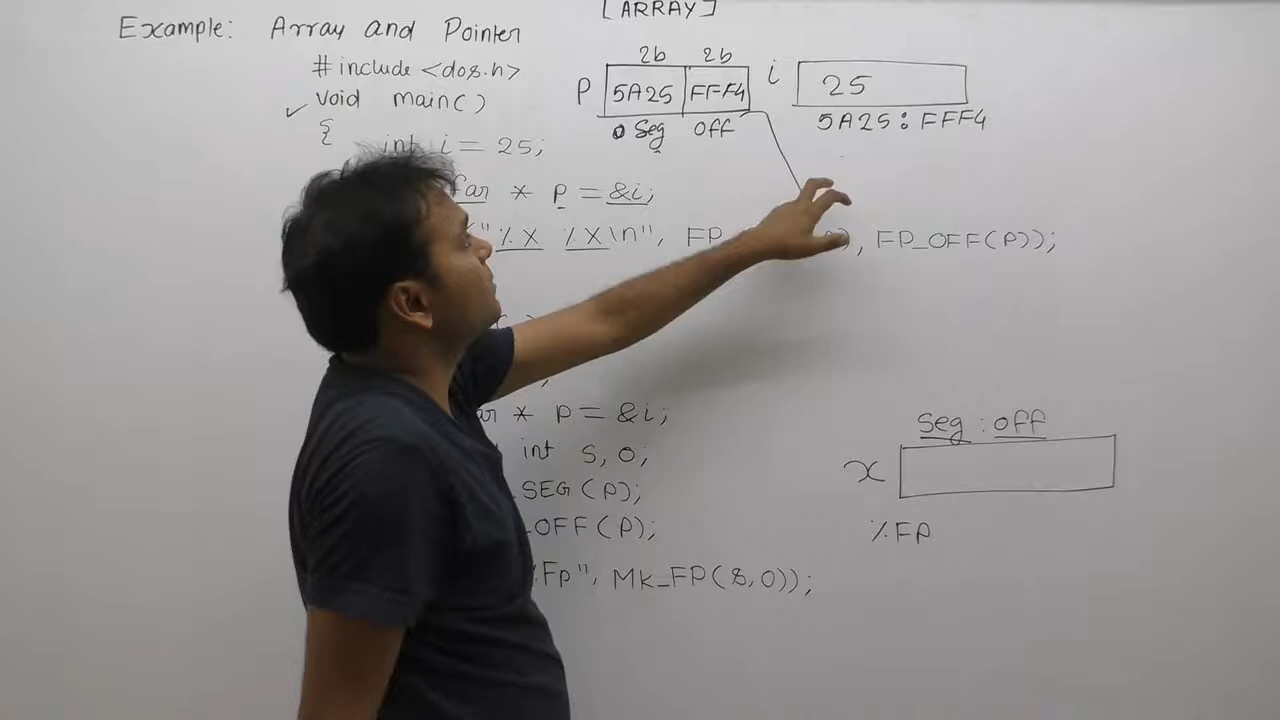 [ARRAY]
Example: Array and Pointer
#include <dos.h>
void main()
{ int i = 25;
far * p = &i;
"%X %X\n", FP , FP_OFF(P));
* p = &i;
int s, o;
SEG(P);
OFF(P);
%Fp", MK_FP(s,o));
2b 2b
P 5A25 FFF4
Seg off
i 25
5A25 : FFF4
Seg : off
x
%FP